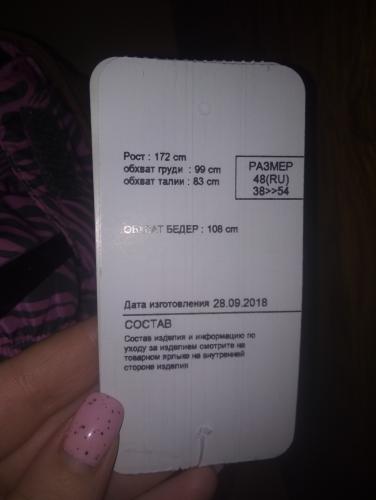 Рост : 172 cm
обхват груди : 99 cm
обхват талии : 83 cm
РАЗМЕР
48(RU)
38>>54
ОБХВАТ БЕДЕР : 108 cm
Дата изготовления 28.09.2018
СОСТАВ
Состав изделия и информацию по
уходу за изделием смотрите на
товарном ярлыке на внутренней
стороне изделия